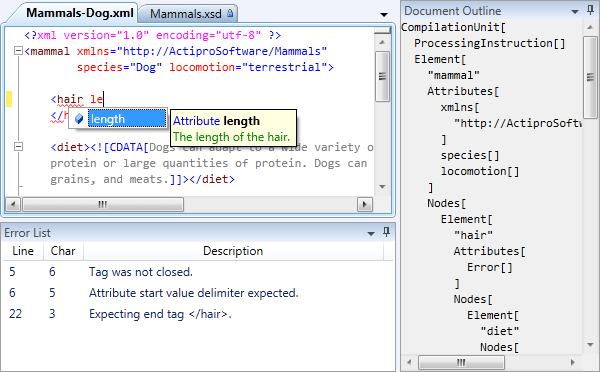 Mammals-Dog.xml
Mammals.xsd
<?xml version="1.0" encoding="utf-8" ?>
<mammal xmlns="http://ActiproSoftware/Mammals"
species="Dog" locomotion="terrestrial">
<hair le
</h
length
Attribute length
The length of the hair.
<diet><![CDATA[Dogs can adapt to a wide variety o
protein or large quantities of protein. Dogs can
grains, and meats.]]></diet>
Error List
Line Char Description
5 6 Tag was not closed.
6 5 Attribute start value delimiter expected.
22 3 Expecting end tag </hair>.
Document Outline
CompilationUnit[
ProcessingInstruction[]
Element[
"mammal"
Attributes[
xmlns[
"http://ActiproSoft
]
species[]
locomotion[]
]
Nodes[
Element[
"hair"
Attributes[
Error[]
]
Nodes[
Element[
"diet"
Nodes[